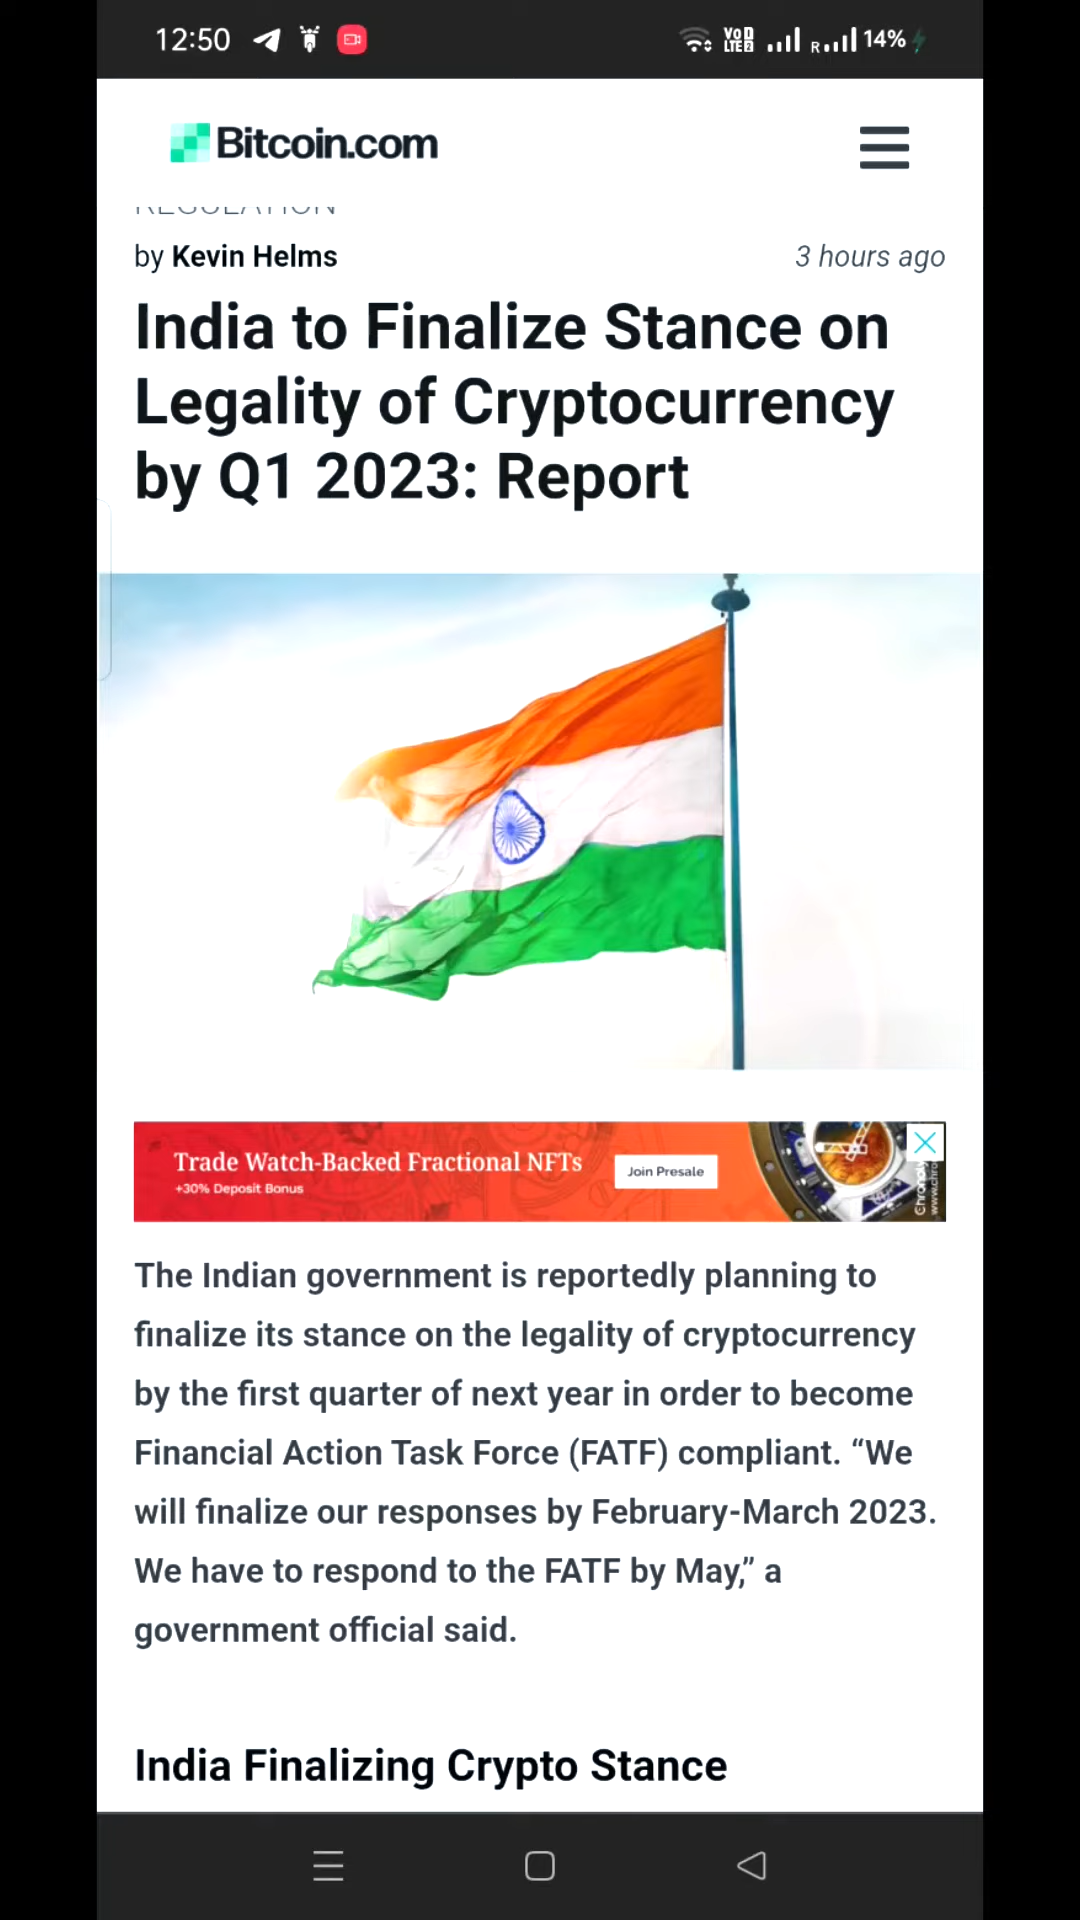 12:50
Vo
LTE2
R
14%
Bitcoin.com
REGULATION
by Kevin Helms
3 hours ago
India to Finalize Stance on
Legality of Cryptocurrency
by Q1 2023: Report
Trade Watch-Backed Fractional NFTs
+30% Deposit Bonus
Join Presale
The Indian government is reportedly planning to
finalize its stance on the legality of cryptocurrency
by the first quarter of next year in order to become
Financial Action Task Force (FATF) compliant. “We
will finalize our responses by February-March 2023.
We have to respond to the FATF by May,” a
government official said.
India Finalizing Crypto Stance